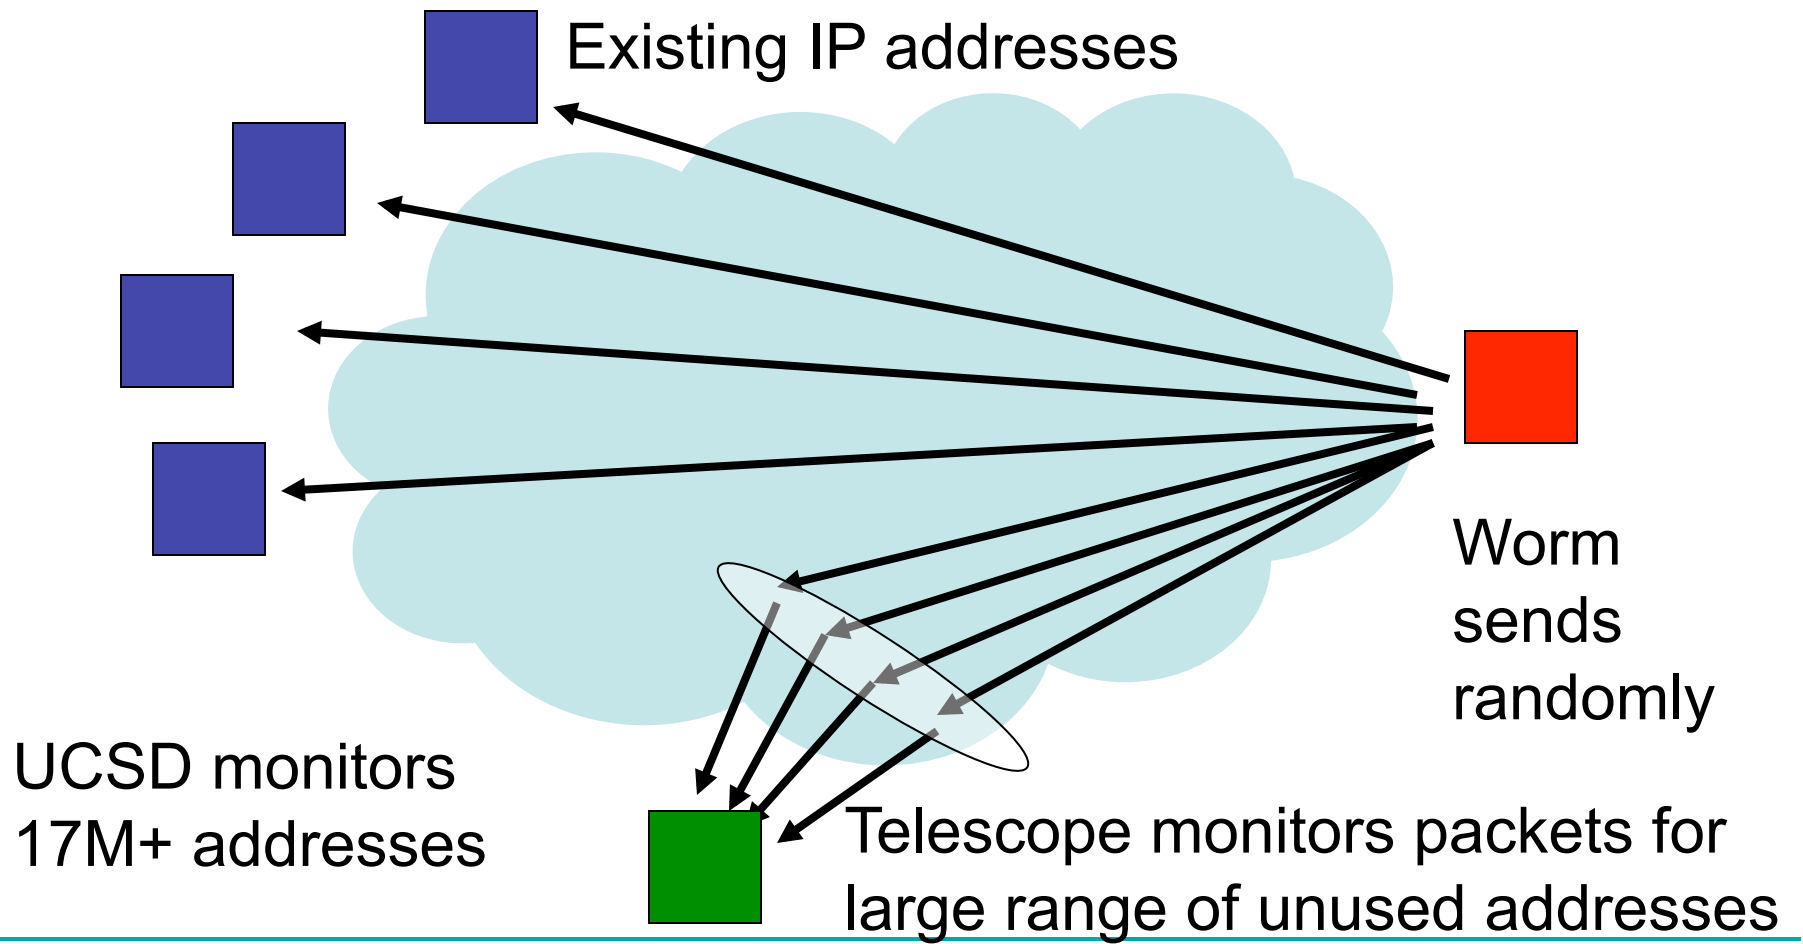 Existing IP addresses
Worm
sends
randomly
UCSD monitors
17M+ addresses
Telescope monitors packets for
large range of unused addresses